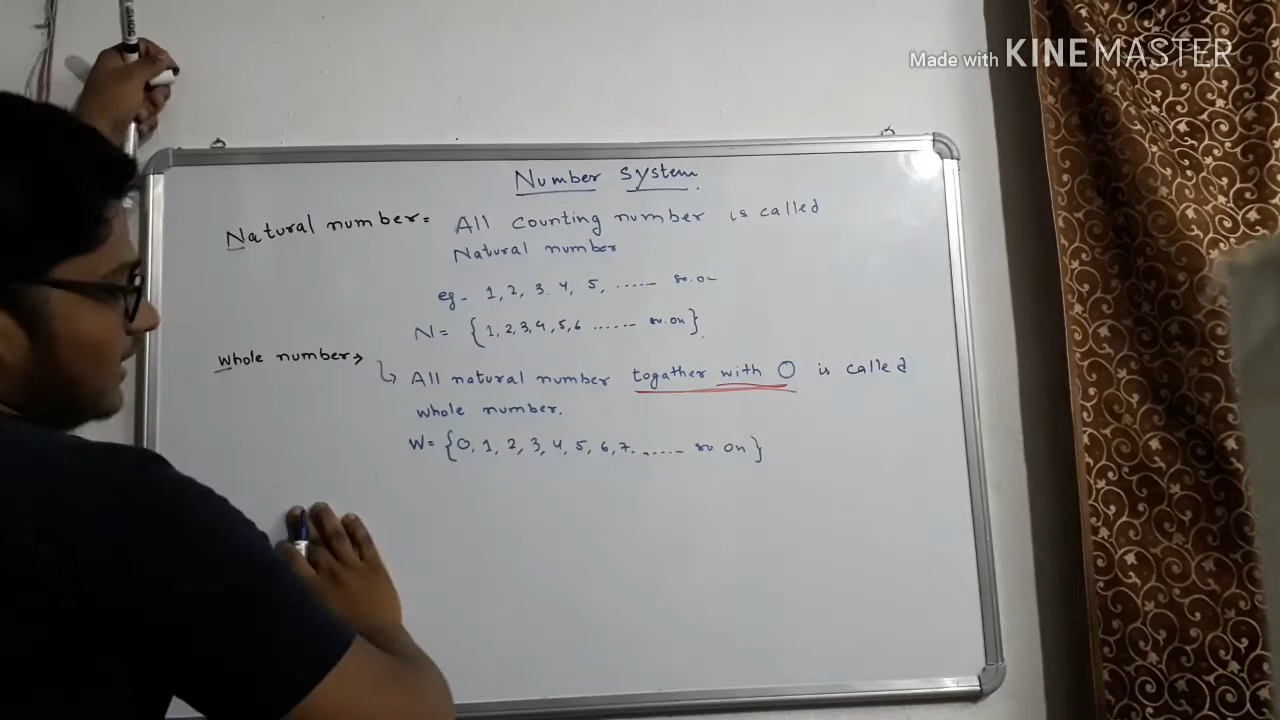 Made with KINEMASTER
Number system
Natural number = All counting number is called
Natural number
eg - 1, 2, 3. 4, 5, ...... so.on
N = {1, 2, 3, 4, 5, 6 ...... so.on}.
whole number →
All natural number togather with 0 is called
whole number.
W = {0, 1, 2, 3, 4, 5, 6, 7. ...... so on}